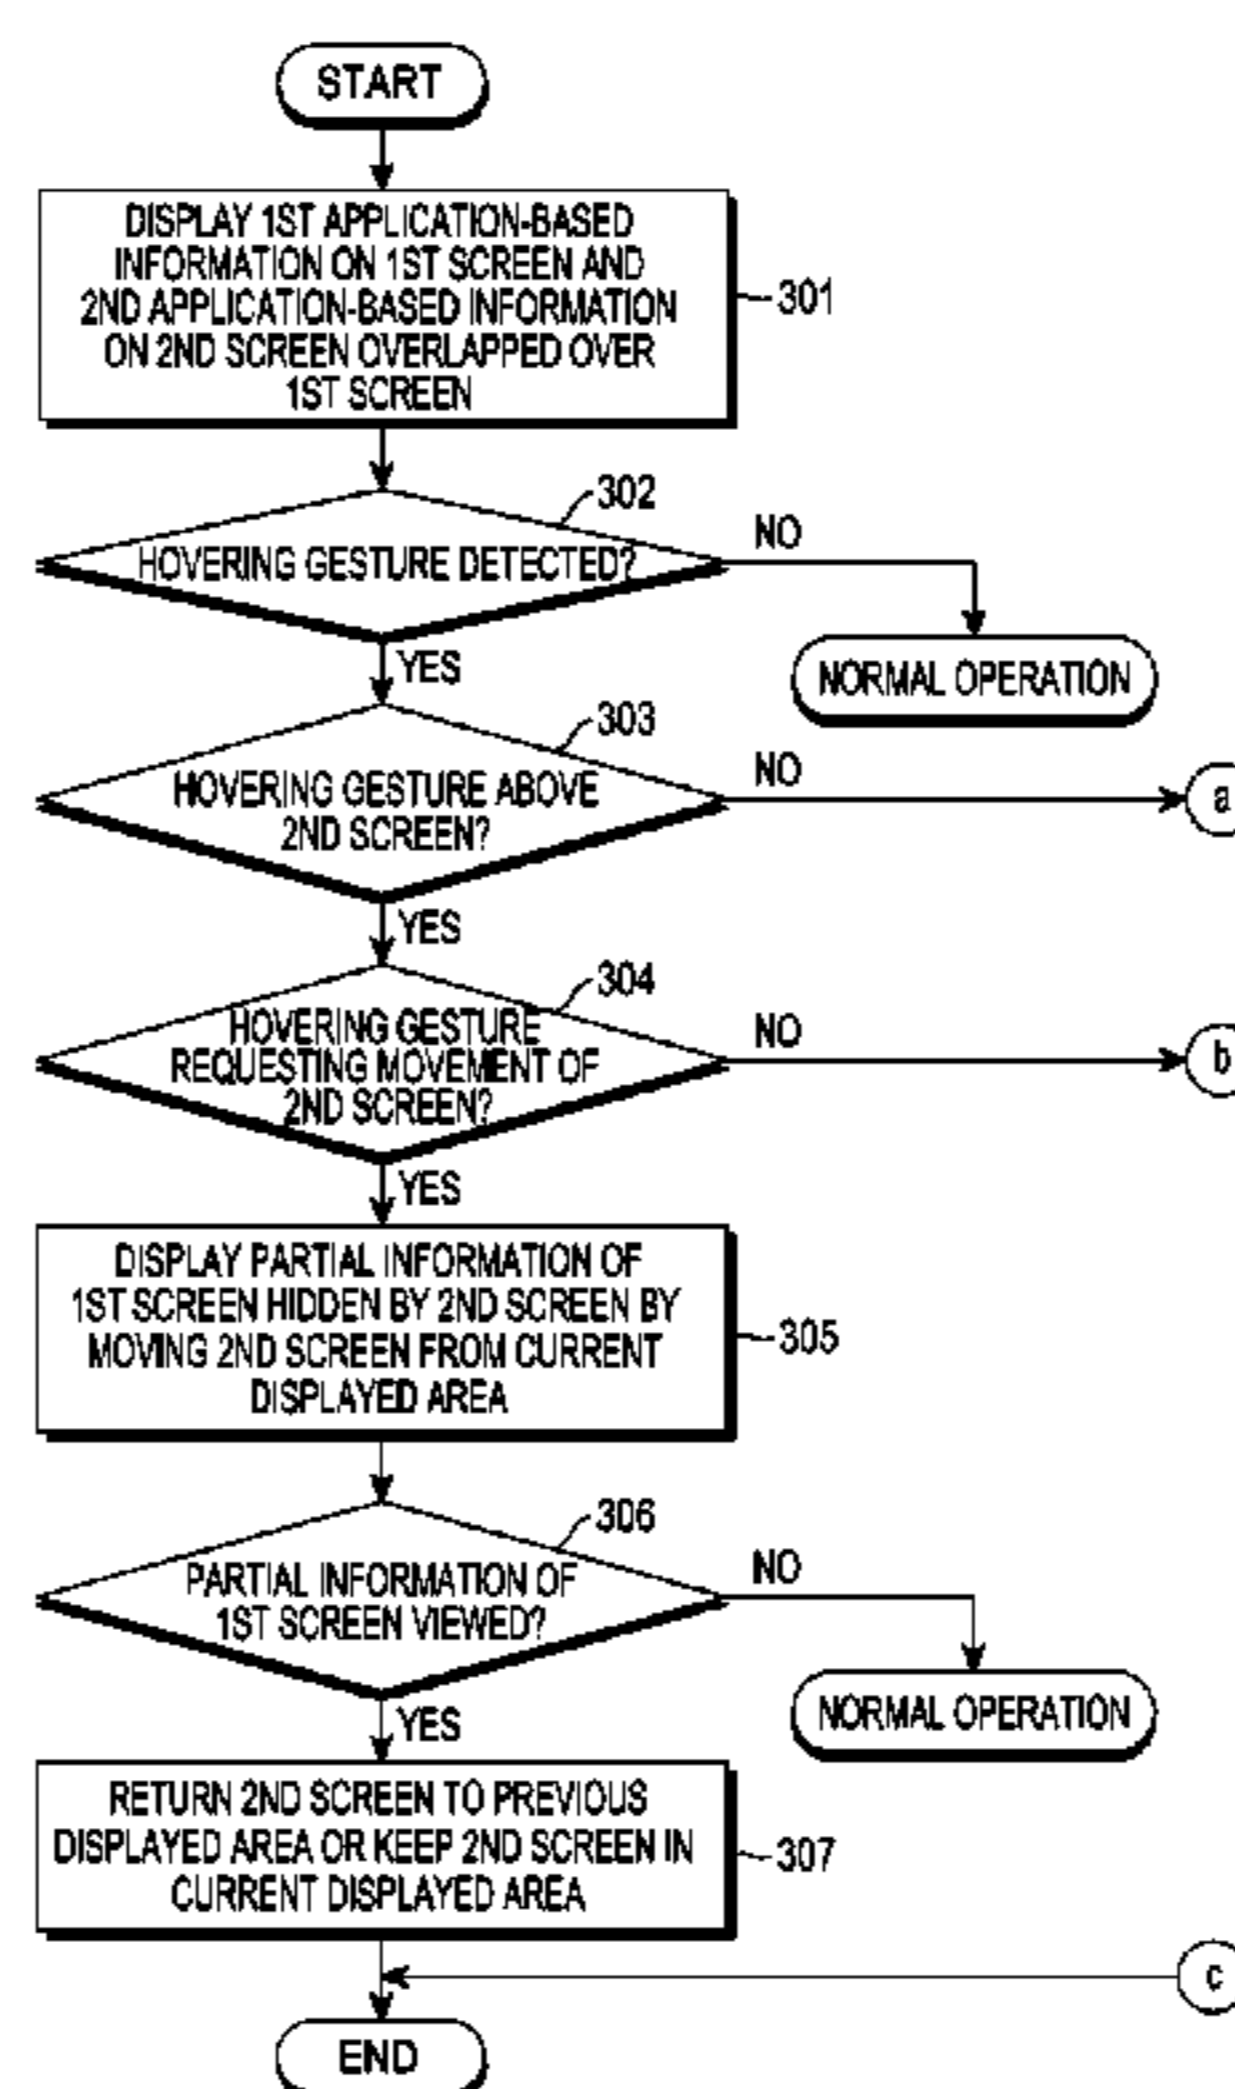 START
DISPLAY 1ST APPLICATION-BASED
INFORMATION ON 1ST SCREEN AND
2ND APPLICATION-BASED INFORMATION
ON 2ND SCREEN OVERLAPPED OVER
1ST SCREEN
301
302
HOVERING GESTURE DETECTED?
NO
NORMAL OPERATION
YES
303
HOVERING GESTURE ABOVE
2ND SCREEN?
NO
a
YES
304
HOVERING GESTURE
REQUESTING MOVEMENT OF
2ND SCREEN?
NO
b
YES
DISPLAY PARTIAL INFORMATION OF
1ST SCREEN HIDDEN BY 2ND SCREEN BY
MOVING 2ND SCREEN FROM CURRENT
DISPLAYED AREA
305
306
PARTIAL INFORMATION OF
1ST SCREEN VIEWED?
NO
NORMAL OPERATION
YES
RETURN 2ND SCREEN TO PREVIOUS
DISPLAYED AREA OR KEEP 2ND SCREEN IN
CURRENT DISPLAYED AREA
307
c
END